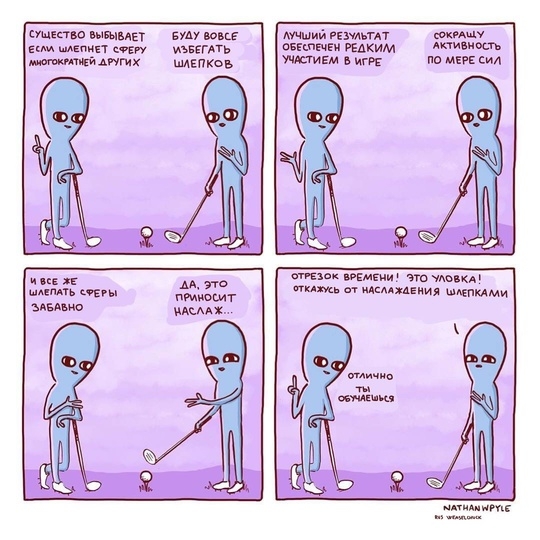 СУЩЕСТВО ВЫБЫВАЕТ
ЕСЛИ ШЛЕПНЕТ СФЕРУ
МНОГОКРАТНЕЙ ДРУГИХ
БУДУ ВОВСЕ
ИЗБЕГАТЬ
ШЛЕПКОВ
ЛУЧШИЙ РЕЗУЛЬТАТ
ОБЕСПЕЧЕН РЕДКИМ
УЧАСТИЕМ В ИГРЕ
СОКРАЩУ
АКТИВНОСТЬ
ПО МЕРЕ СИЛ
И ВСЕ ЖЕ
ШЛЕПАТЬ СФЕРЫ
ЗАБАВНО
ДА, ЭТО
ПРИНОСИТ
НАСЛАЖ...
ОТРЕЗОК ВРЕМЕНИ! ЭТО УЛОВКА!
ОТКАЖУСЬ ОТ НАСЛАЖДЕНИЯ ШЛЕПКАМИ
ОТЛИЧНО
ТЫ
ОБУЧАЕШЬСЯ
NATHANWPYLE
RUS WEASELCHUCK